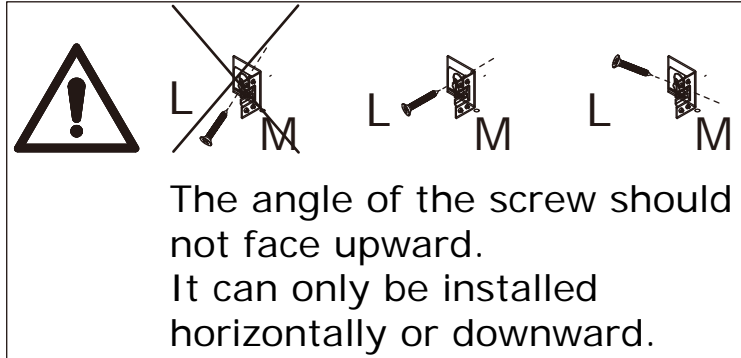 L M L M L M
The angle of the screw should
not face upward.
It can only be installed
horizontally or downward.